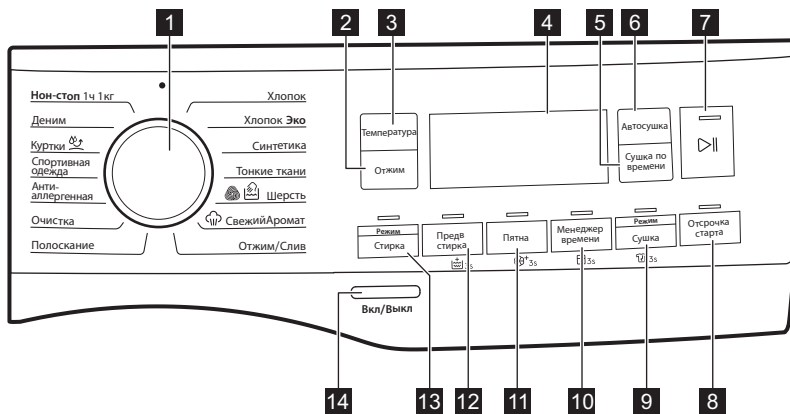 1
2
3
4
5
6
7
Нон-стоп 1ч 1кг
Деним
Куртки
Спортивная
одежда
Анти-
аллергенная
Очистка
Полоскание
Хлопок
Хлопок Эко
Синтетика
Тонкие ткани
Шерсть
СвежийАромат
Отжим/Слив
Температура
Отжим
Автосушка
Сушка по
времени
Режим
Стирка
Предв
стирка
3s
Пятна
3s
Менеджер
времени
3s
Режим
Сушка
3s
Отсрочка
старта
Вкл/Выкл
14
13
12
11
10
9
8